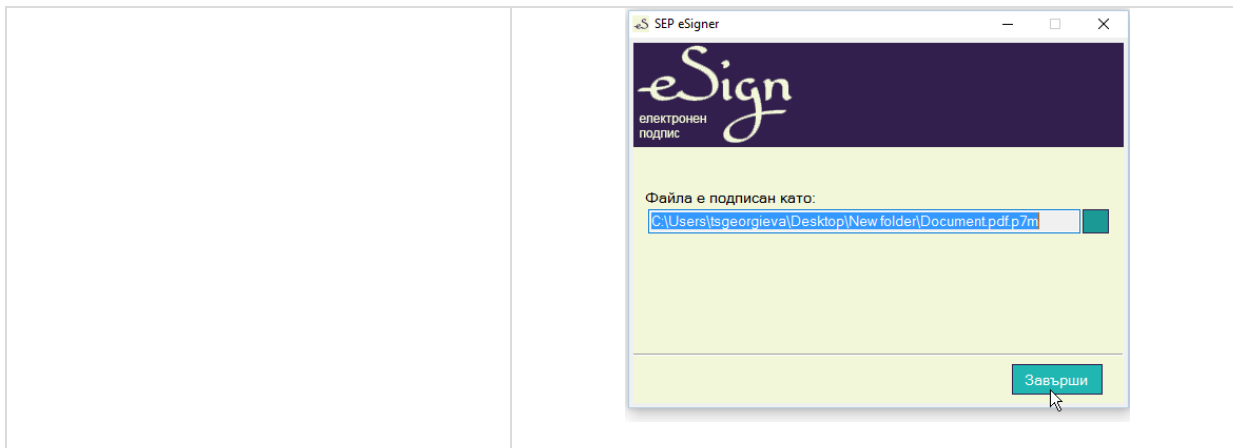 SEP eSigner
eSign
електронен
подпис
Файла е подписан като:
C:\Users\tsgeorgieva\Desktop\New folder\Document.pdf.p7m
Завърши